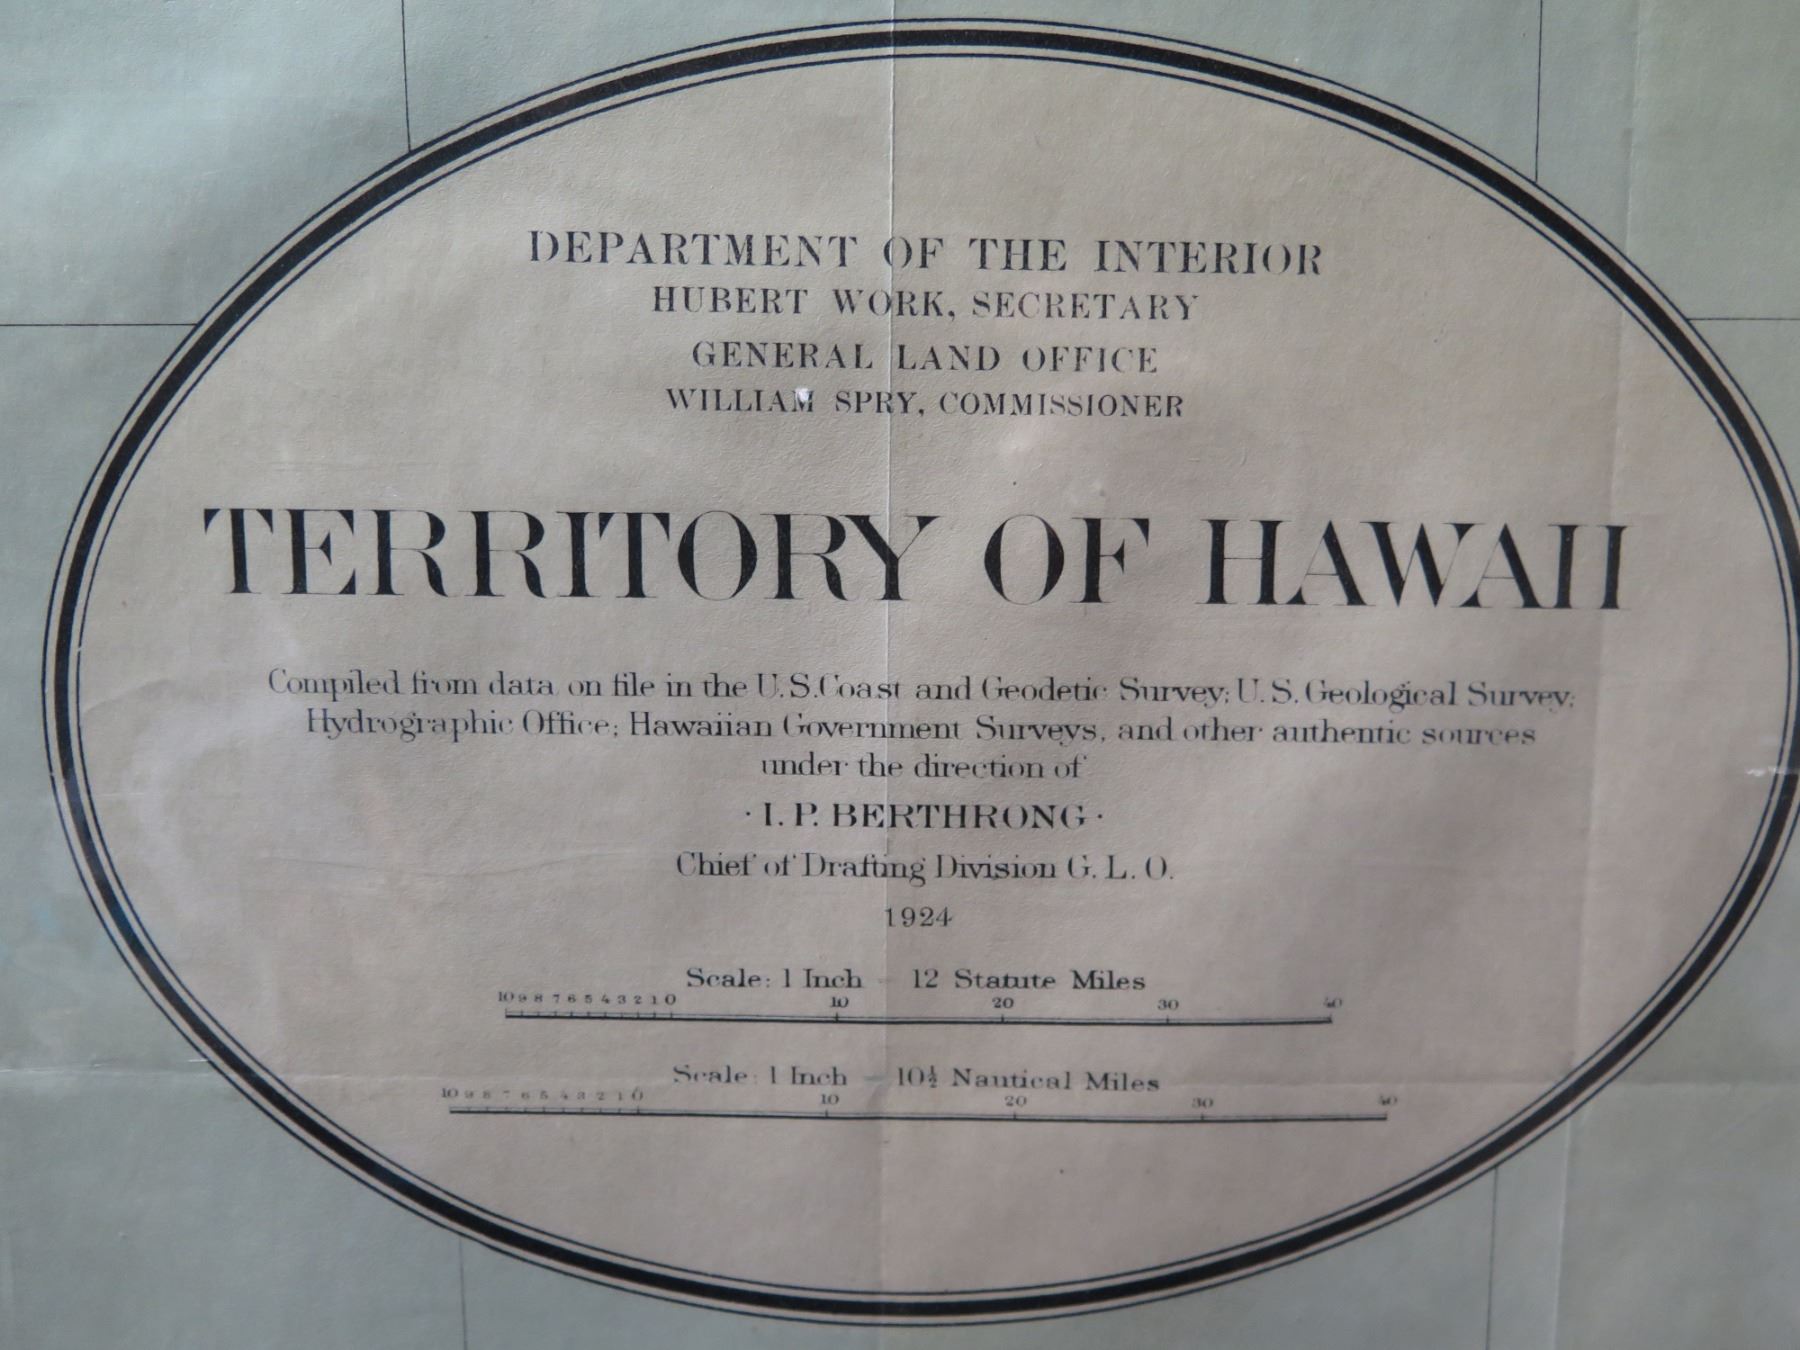 DEPARTMENT OF THE INTERIOR
HUBERT WORK, SECRETARY
GENERAL LAND OFFICE
WILLIAM SPRY, COMMISSIONER
TERRITORY OF HAWAII
Compiled from data on file in the U.S. Coast and Geodetic Survey; U.S. Geological Survey;
Hydrographic Office; Hawaiian Government Surveys, and other authentic sources
under the direction of
· I. P. BERTHRONG ·
Chief of Drafting Division G. L. O.
1924
Scale: 1 Inch = 12 Statute Miles
10 9 8 7 6 5 4 3 2 1 0 10 20 30 40
Scale: 1 Inch = 10½ Nautical Miles
10 9 8 7 6 5 4 3 2 1 0 10 20 30 40